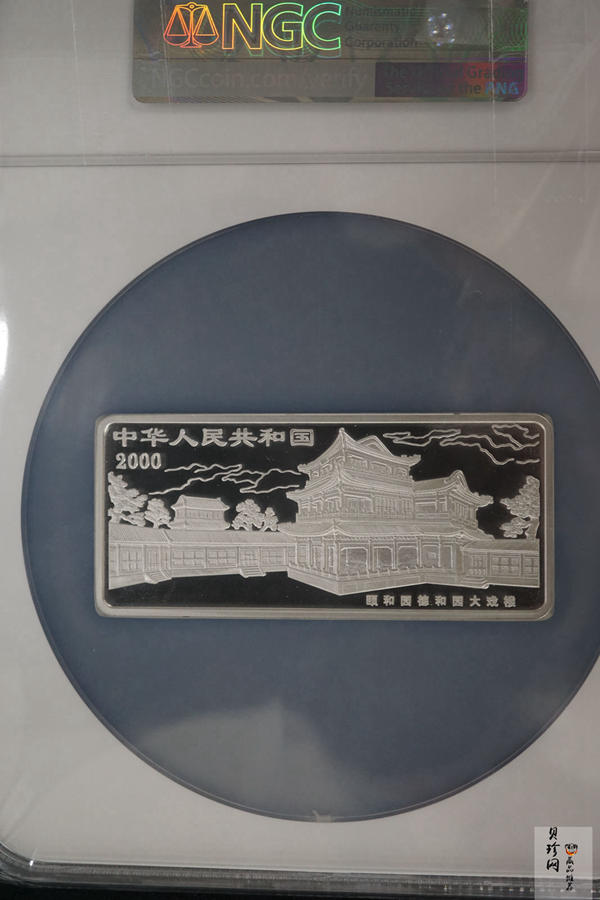 NGC
Numismatic
Guaranty
Corporation
NGCcoin.com/verify
ANA
中华人民共和国
2000
颐和园德和园大戏楼
贝珍网